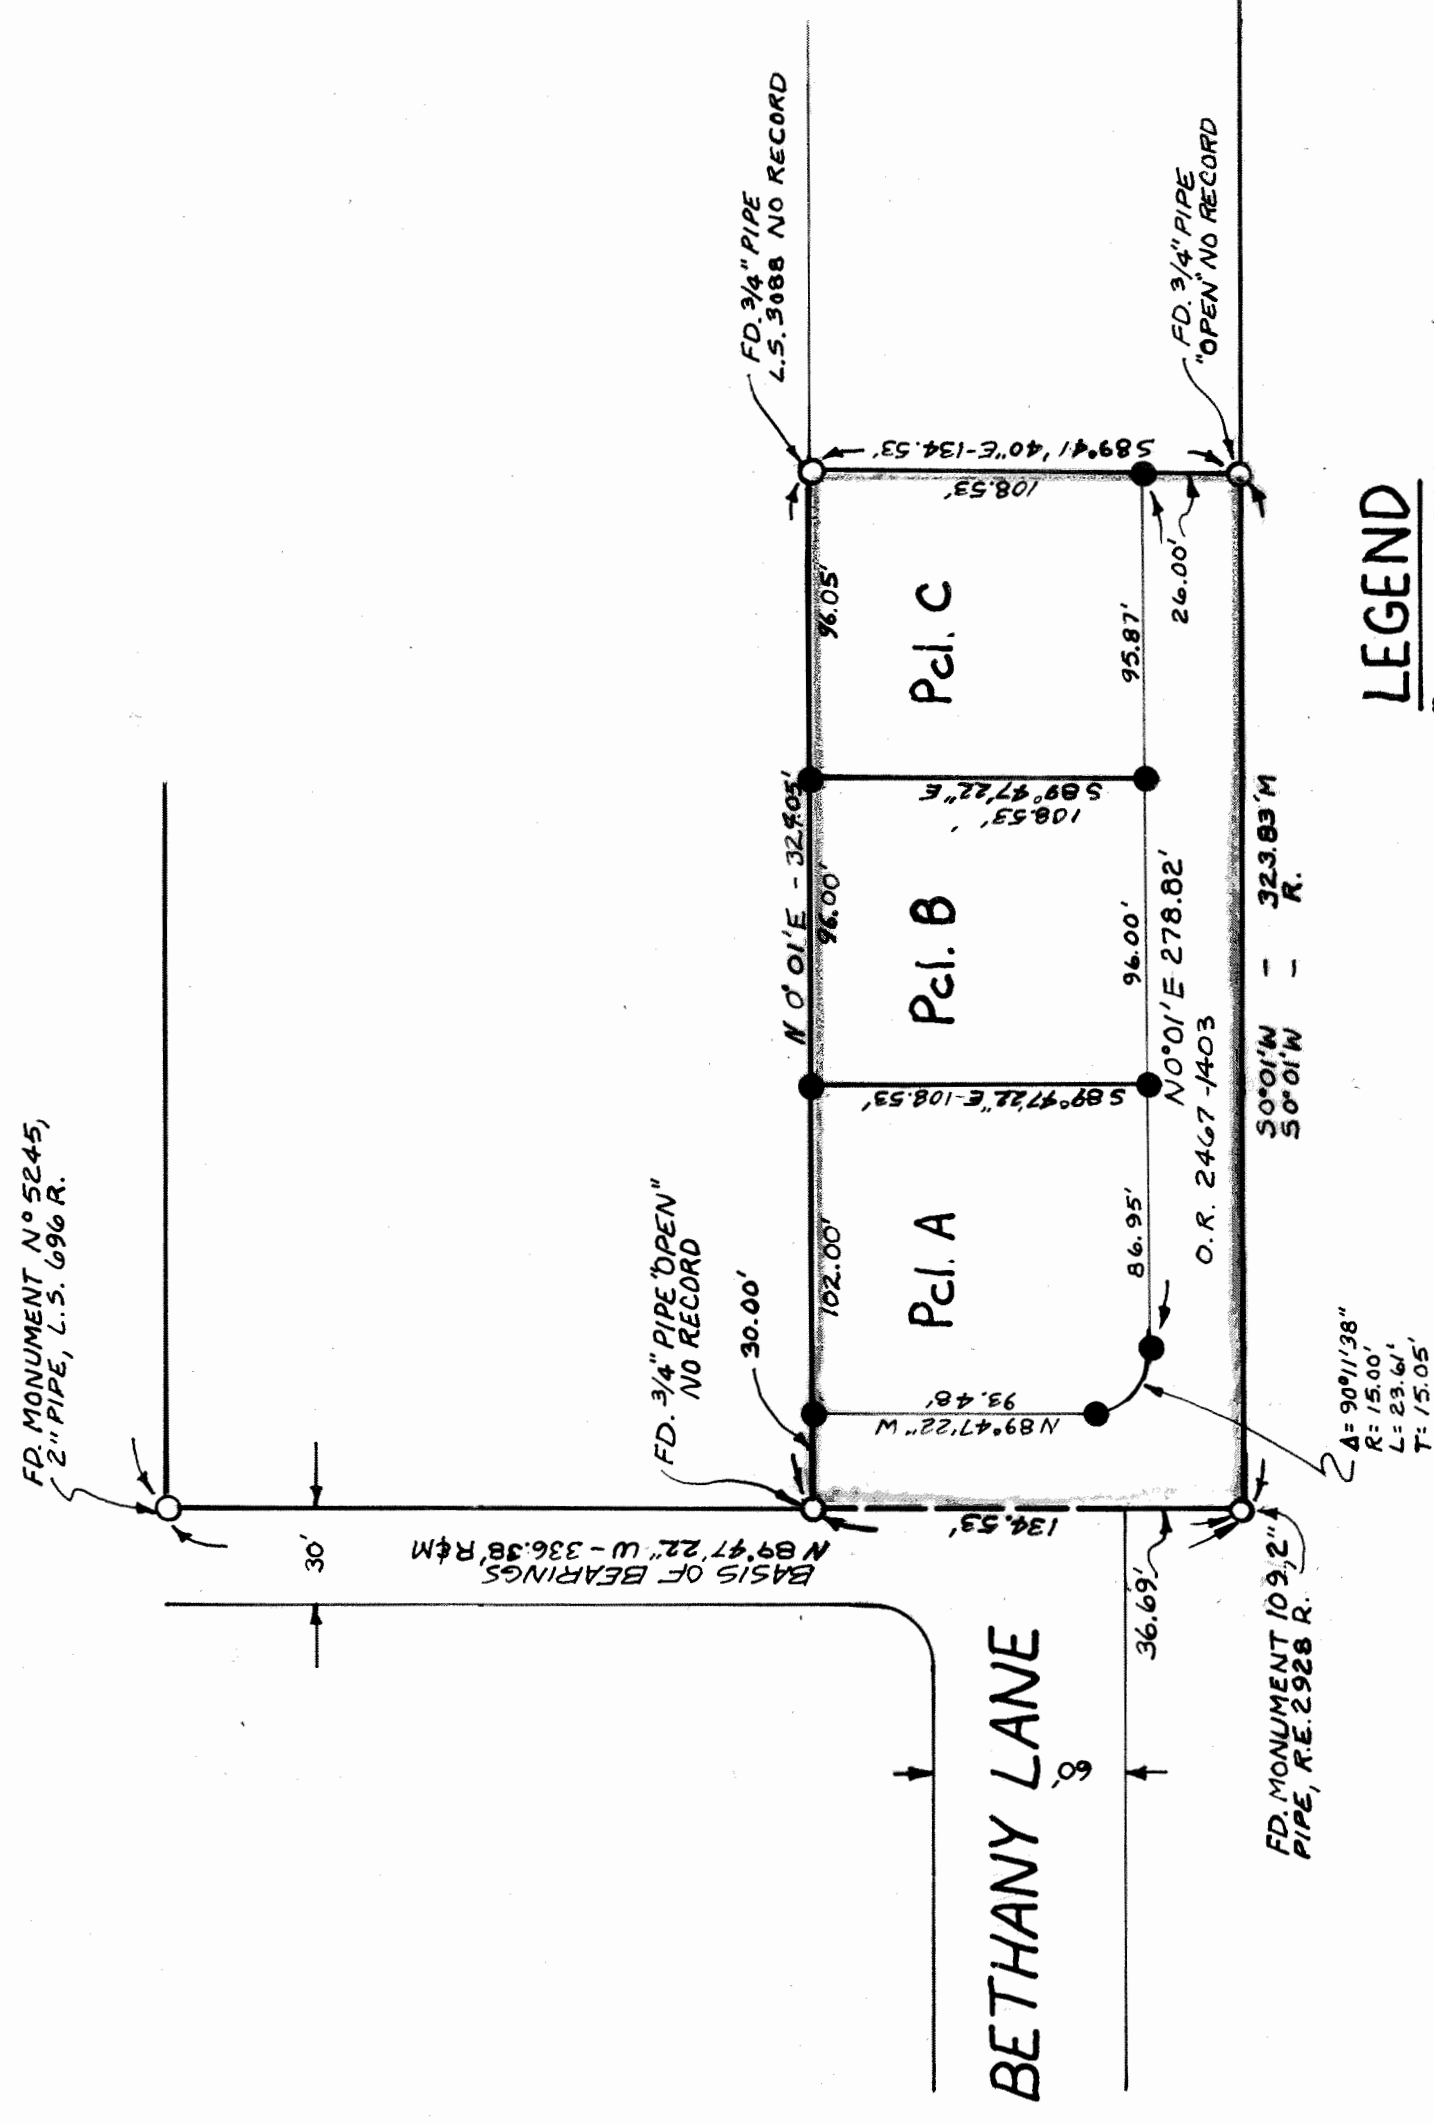 FD. MONUMENT Nº 5245,
2" PIPE, L.S. 696 R.
30'
BASIS OF BEARINGS
N 89°47'22" W - 336.38' R&M
FD. 3/4" PIPE "OPEN"
NO RECORD
30.00'
FD. 3/4" PIPE
L.S. 3088 NO RECORD
N 0°01'E - 324.05'
102.00'
96.00'
96.05'
Pcl. A
Pcl. B
Pcl. C
N 89°47'22" W
93.48'
S 89°47'22" E - 108.53'
S 89°47'22" E
108.53'
108.53'
S 89°41'40" E - 134.53'
86.95'
96.00'
95.87'
26.00'
N0°01'E 278.82'
O.R. 2467-1403
FD. 3/4" PIPE
"OPEN" NO RECORD
S0°01'W - 323.83'M
S0°01'W - R.
134.53'
36.69'
BETHANY LANE
60'
FD. MONUMENT 109, 2"
PIPE, R.E. 2928 R.
Δ = 90°11'38"
R = 15.00'
L = 23.61'
T = 15.05'
LEGEND